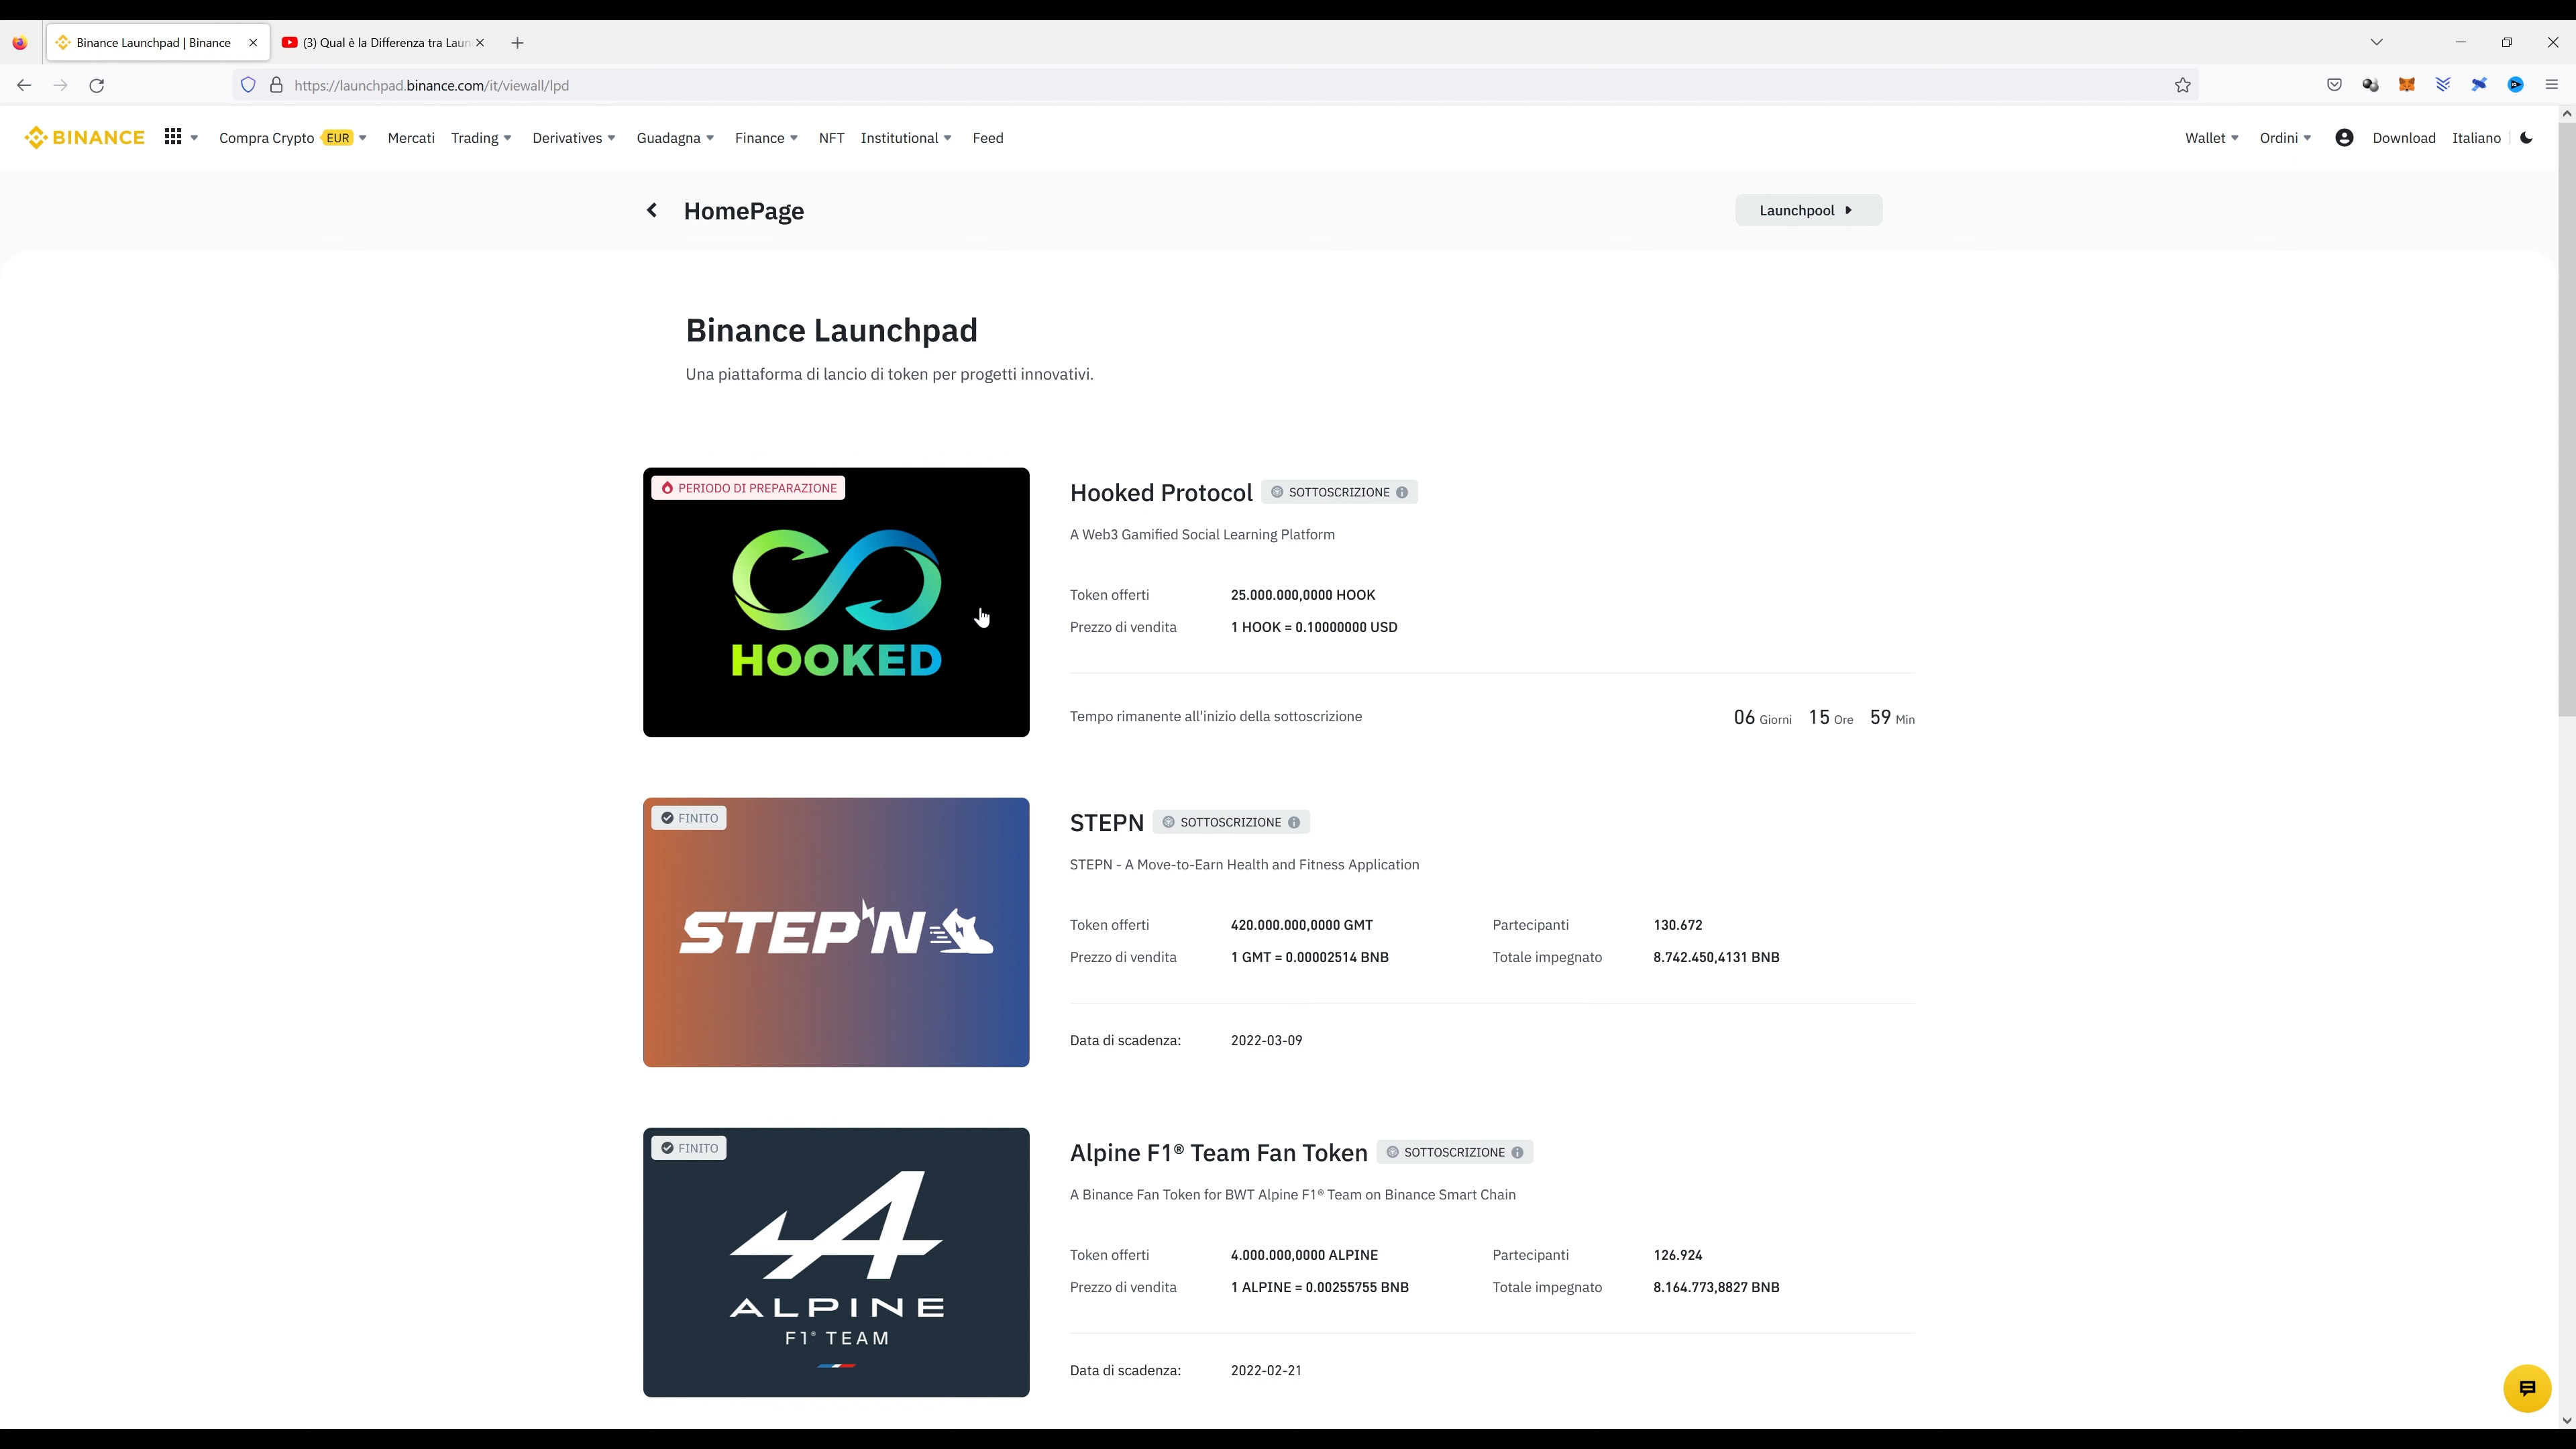 Binance Launchpad | Binance
(3) Qual è la Differenza tra Laun
https://launchpad.binance.com/it/viewall/lpd
BINANCE Compra Crypto EUR Mercati Trading Derivatives Guadagna Finance NFT Institutional Feed Wallet Ordini Download Italiano
HomePage Launchpool
Binance Launchpad
Una piattaforma di lancio di token per progetti innovativi.
PERIODO DI PREPARAZIONE
HOOKED
Hooked Protocol SOTTOSCRIZIONE
A Web3 Gamified Social Learning Platform
Token offerti 25.000.000,0000 HOOK
Prezzo di vendita 1 HOOK = 0.10000000 USD
Tempo rimanente all'inizio della sottoscrizione 06 Giorni 15 Ore 59 Min
FINITO
STEP'N
STEPN SOTTOSCRIZIONE
STEPN - A Move-to-Earn Health and Fitness Application
Token offerti 420.000.000,0000 GMT Partecipanti 130.672
Prezzo di vendita 1 GMT = 0.00002514 BNB Totale impegnato 8.742.450,4131 BNB
Data di scadenza: 2022-03-09
FINITO
ALPINE
F1® TEAM
Alpine F1® Team Fan Token SOTTOSCRIZIONE
A Binance Fan Token for BWT Alpine F1® Team on Binance Smart Chain
Token offerti 4.000.000,0000 ALPINE Partecipanti 126.924
Prezzo di vendita 1 ALPINE = 0.00255755 BNB Totale impegnato 8.164.773,8827 BNB
Data di scadenza: 2022-02-21